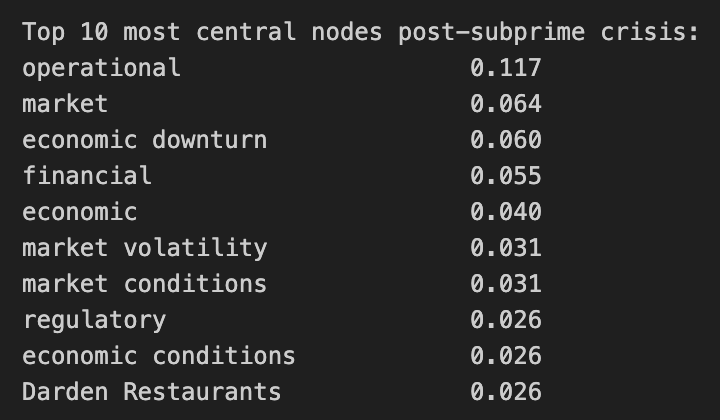 Top 10 most central nodes post-subprime crisis:
operational 0.117
market 0.064
economic downturn 0.060
financial 0.055
economic 0.040
market volatility 0.031
market conditions 0.031
regulatory 0.026
economic conditions 0.026
Darden Restaurants 0.026